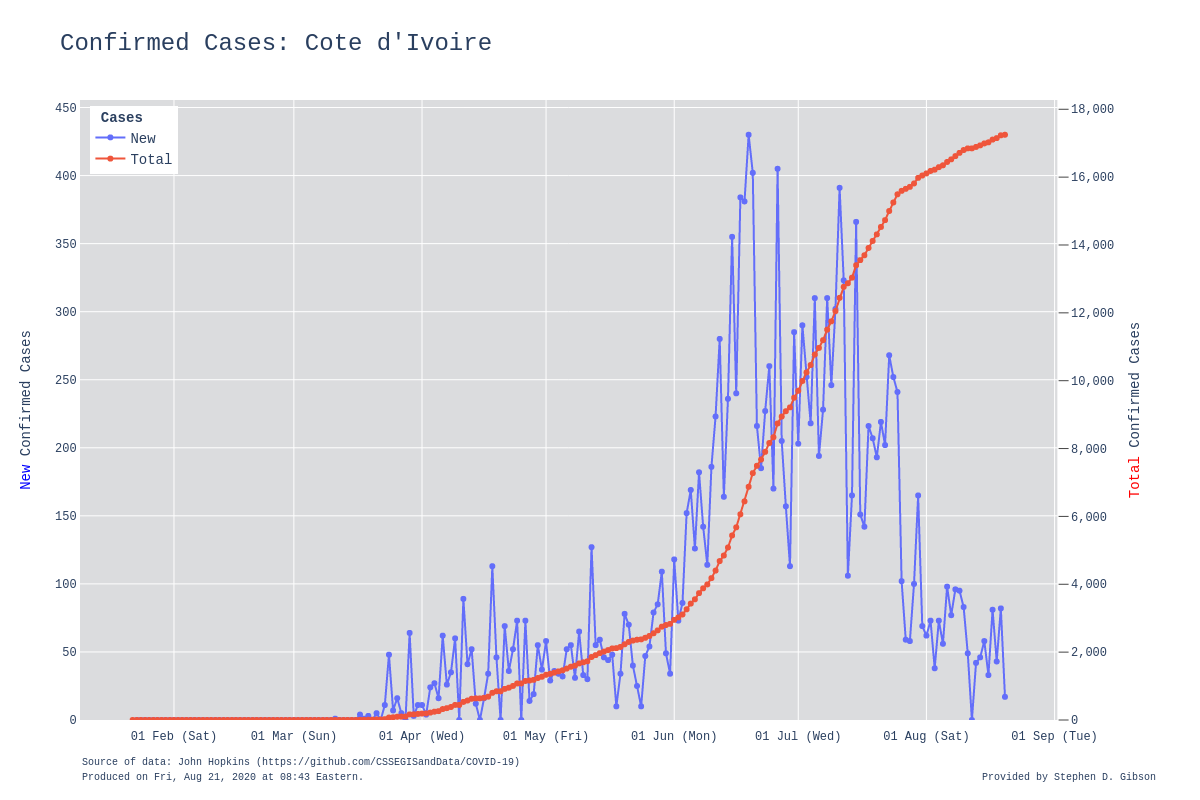 Confirmed Cases: Cote d'Ivoire
Cases
New
Total
450
400
350
300
250
200
150
100
50
0
18,000
16,000
14,000
12,000
10,000
8,000
6,000
4,000
2,000
0
New Confirmed Cases
Total Confirmed Cases
01 Feb (Sat)
01 Mar (Sun)
01 Apr (Wed)
01 May (Fri)
01 Jun (Mon)
01 Jul (Wed)
01 Aug (Sat)
01 Sep (Tue)
Source of data: John Hopkins (https://github.com/CSSEGISandData/COVID-19)
Produced on Fri, Aug 21, 2020 at 08:43 Eastern.
Provided by Stephen D. Gibson